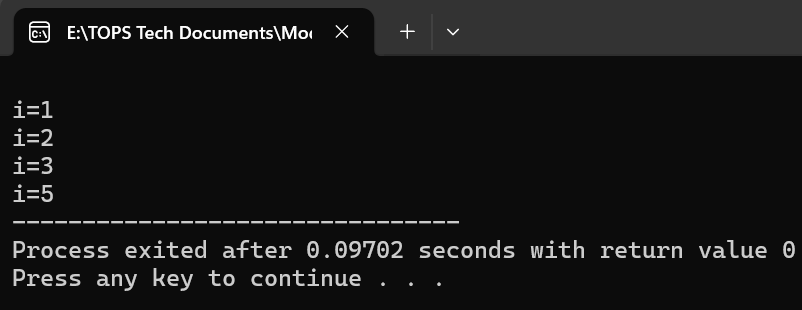 E:\TOPS Tech Documents\Mo
i=1
i=2
i=3
i=5
--------------------------------
Process exited after 0.09702 seconds with return value 0
Press any key to continue . . .